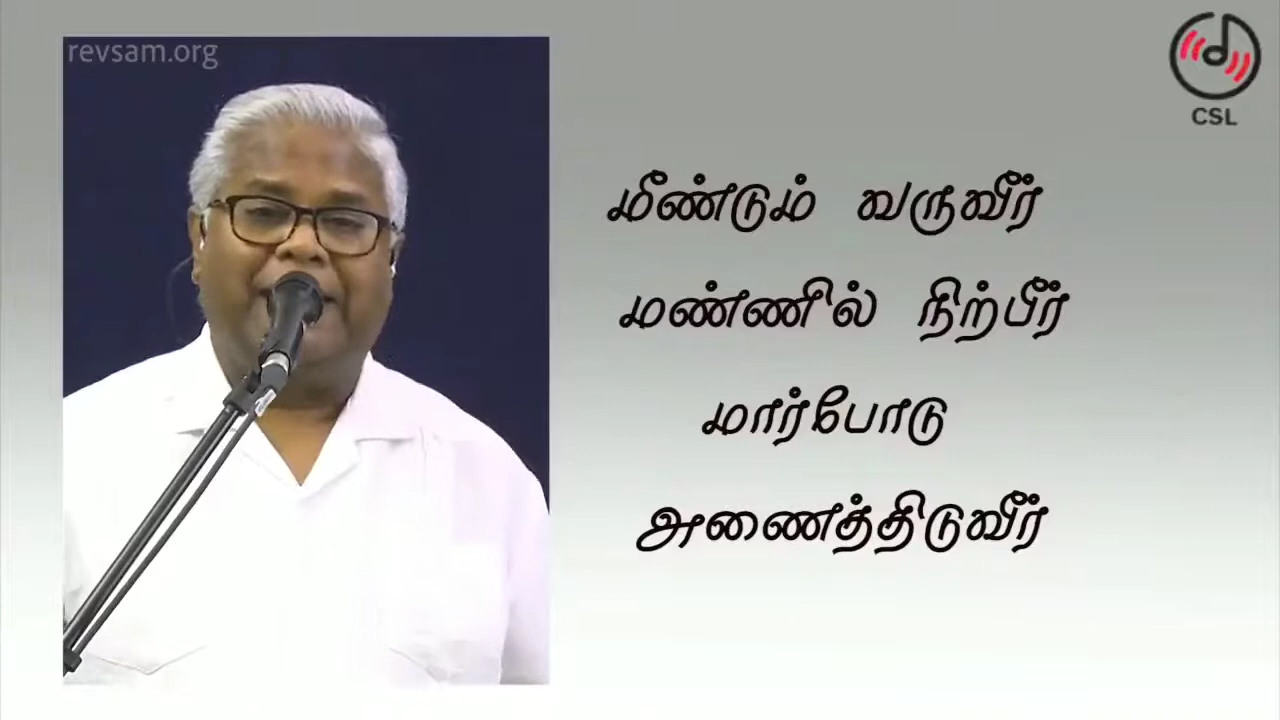 revsam.org
CSL
மீண்டும் வருவீர்
மண்ணில் நிற்பீர்
மார்போடு
அணைத்திடுவீர்